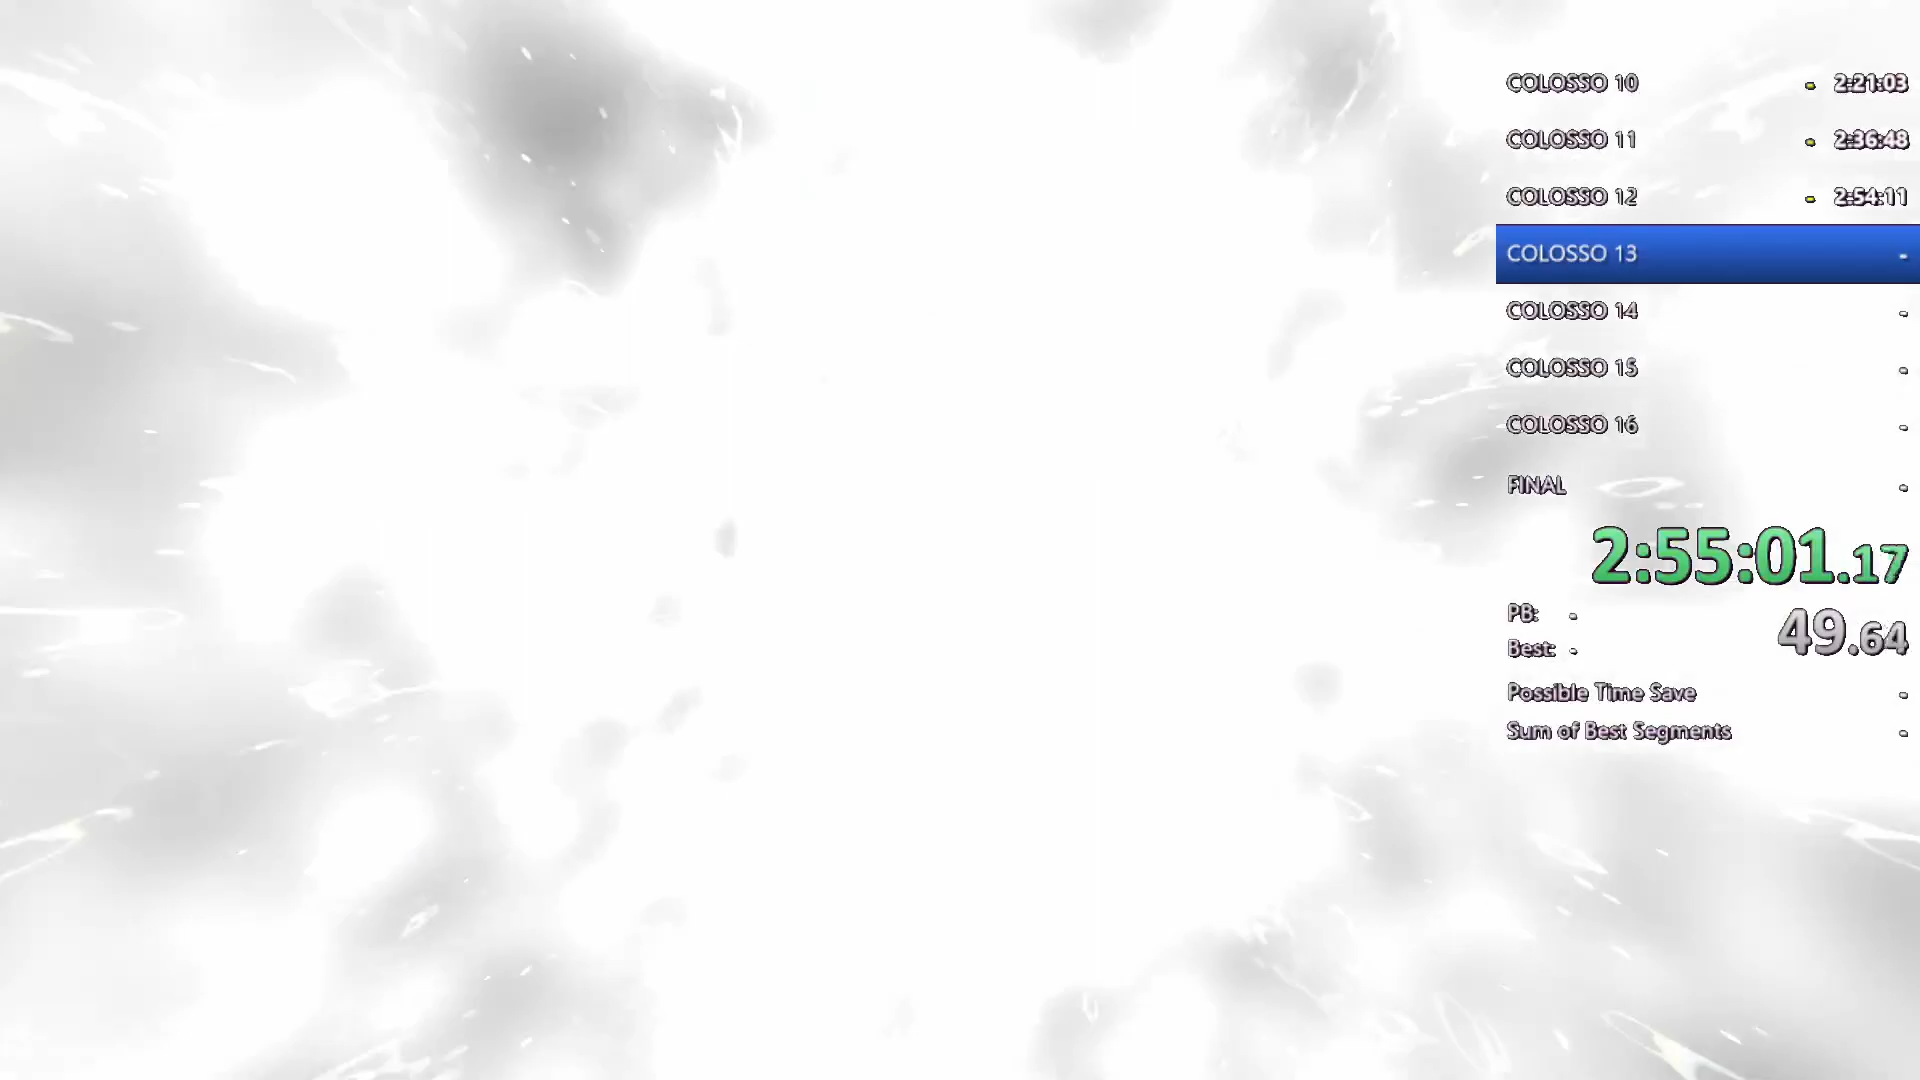 COLOSSO 10 - 2:21:03
COLOSSO 11 - 2:36:48
COLOSSO 12 - 2:54:11
COLOSSO 13 -
COLOSSO 14 -
COLOSSO 15 -
COLOSSO 16 -
FINAL -
2:55:01.17
PB: - 49.64
Best: -
Possible Time Save -
Sum of Best Segments -